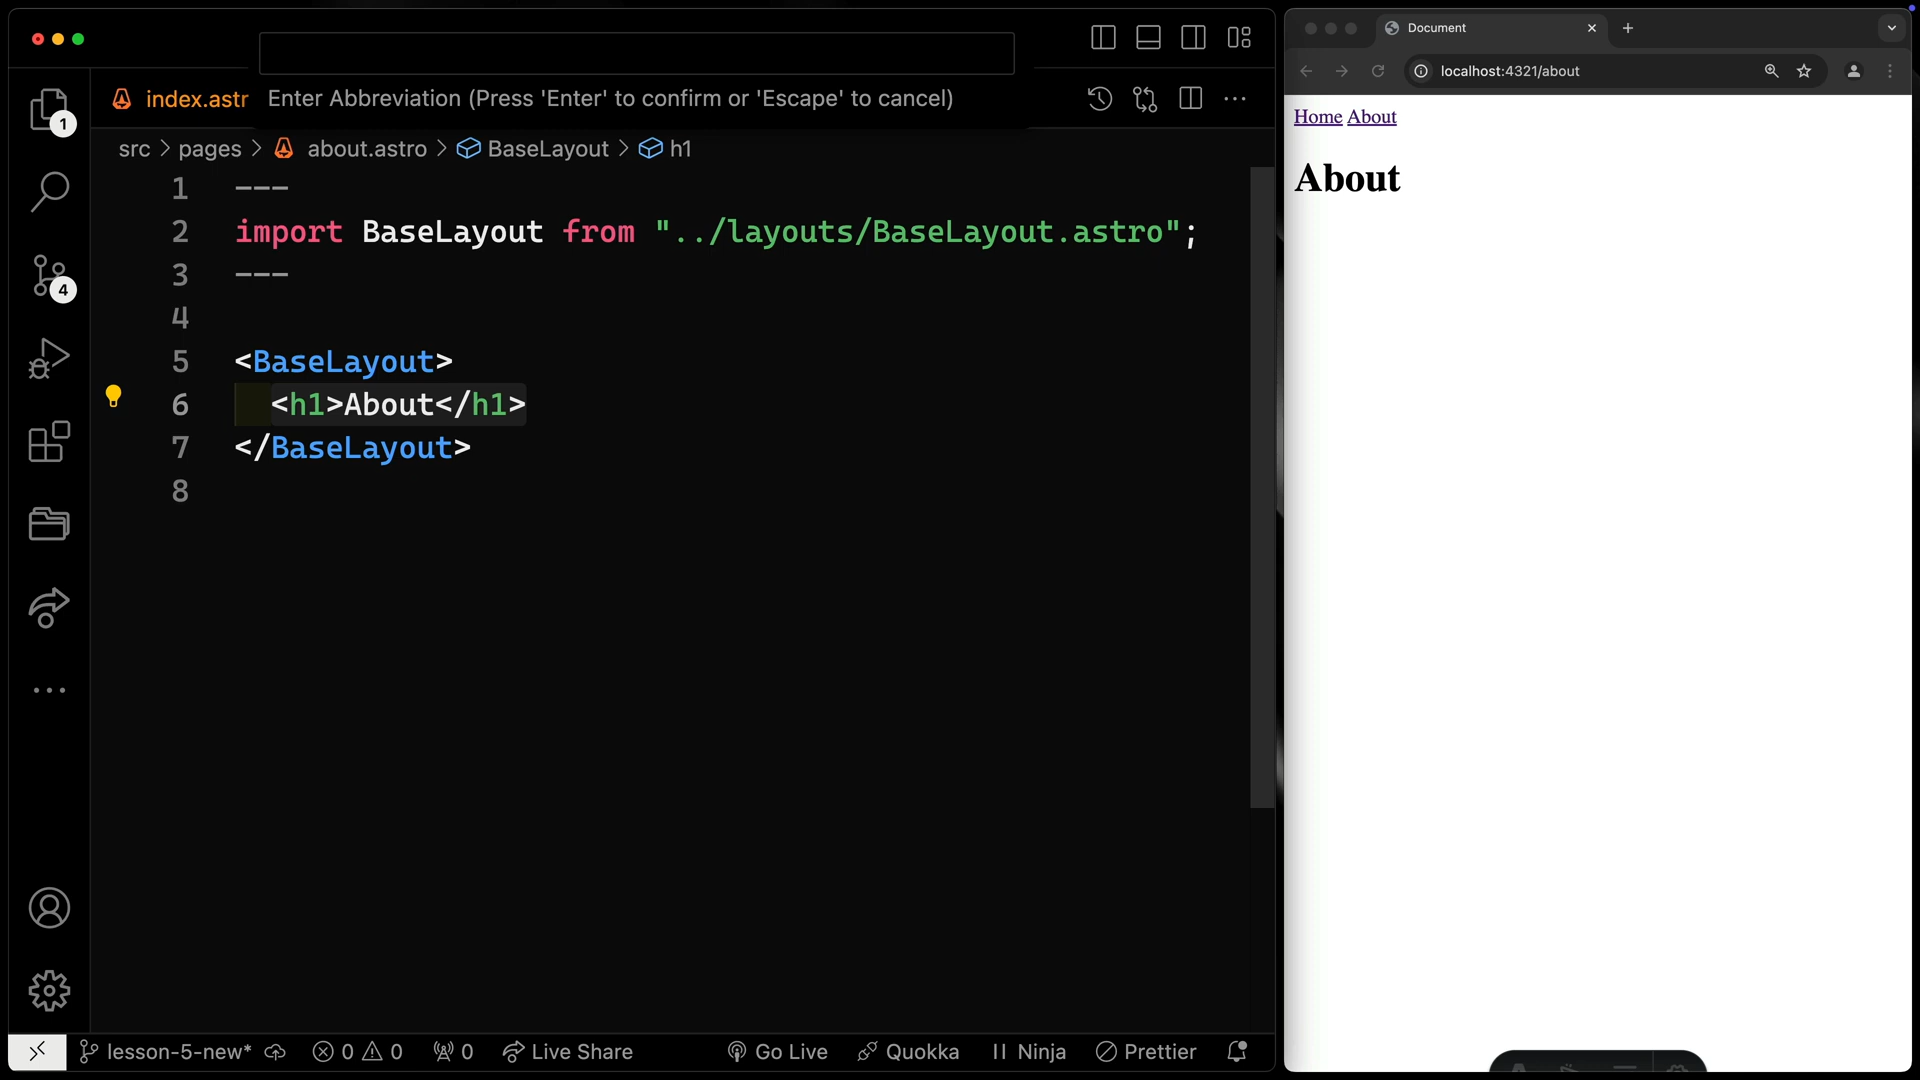 index.astr
Enter Abbreviation (Press 'Enter' to confirm or 'Escape' to cancel)
src > pages > about.astro > BaseLayout > h1
1 ---
2 import BaseLayout from "../layouts/BaseLayout.astro";
3 ---
4
5 <BaseLayout>
6 <h1>About</h1>
7 </BaseLayout>
8
1
4
lesson-5-new* 0 0 0 Live Share Go Live Quokka Ninja Prettier
Document
localhost:4321/about
Home About
About